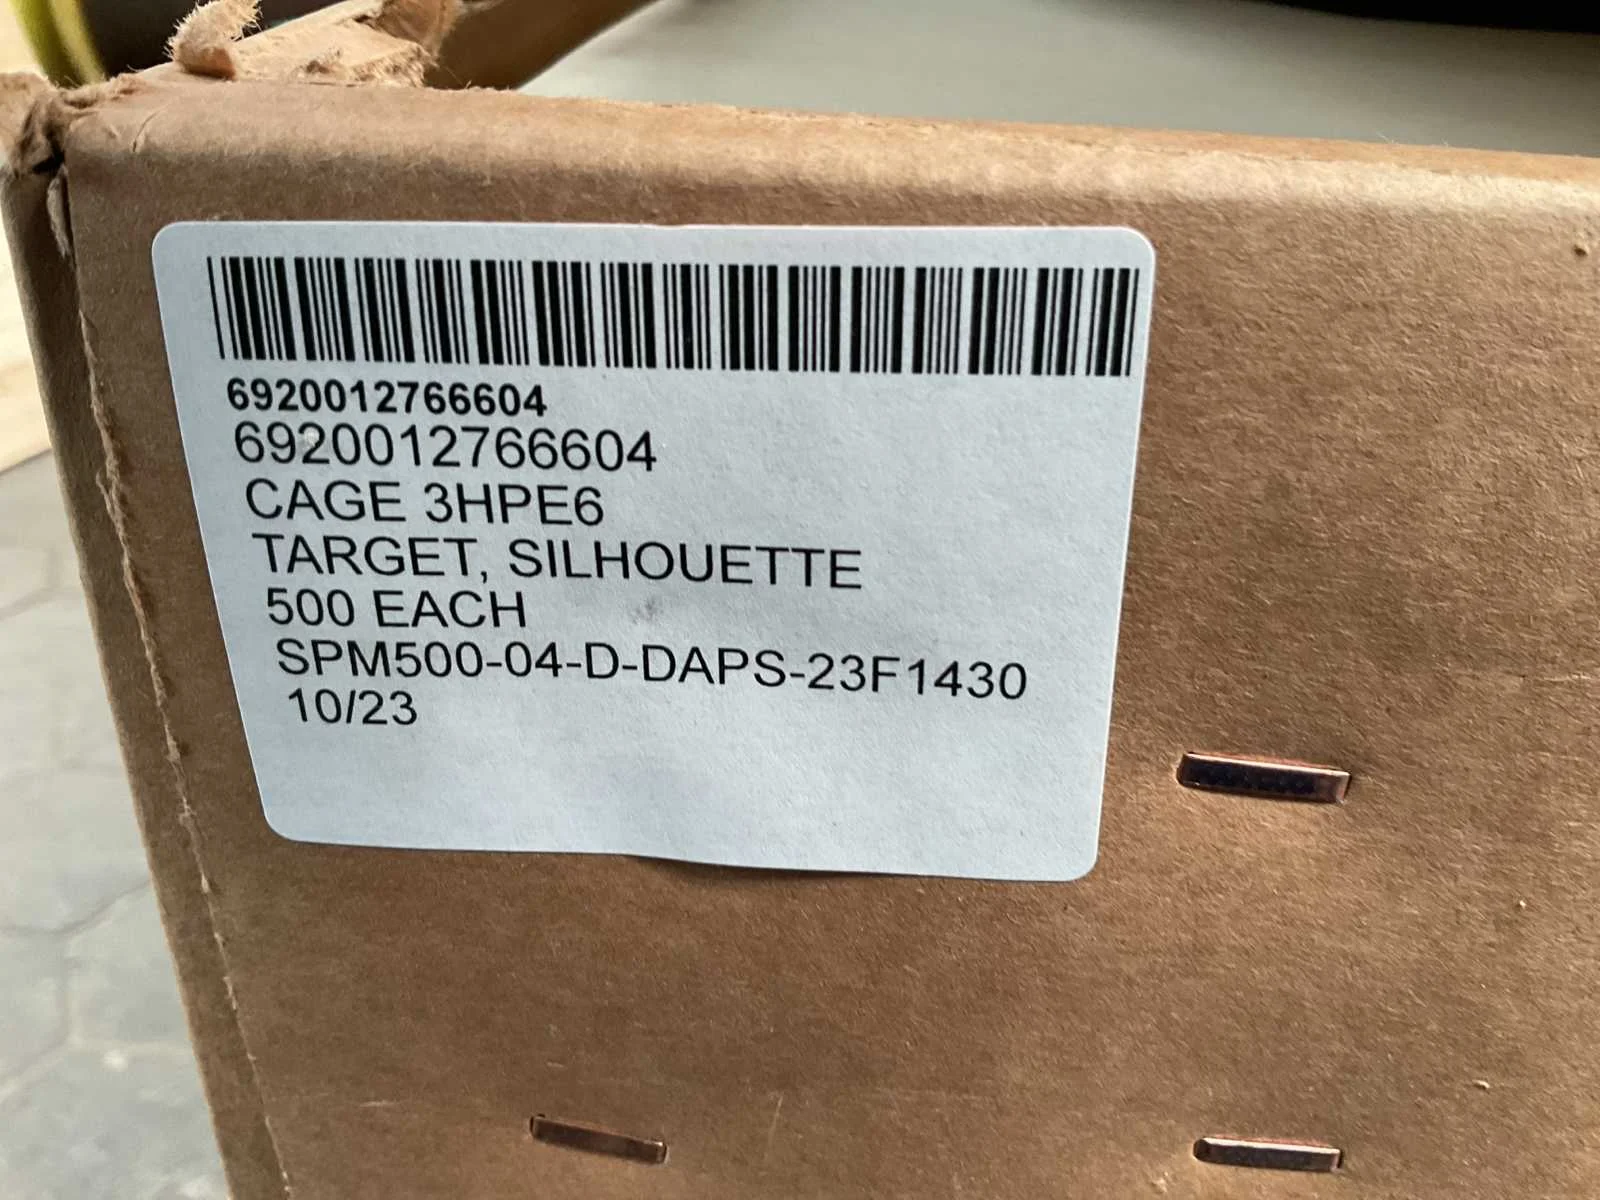 6920012766604
6920012766604
CAGE 3HPE6
TARGET, SILHOUETTE
500 EACH
SPM500-04-D-DAPS-23F1430
10/23